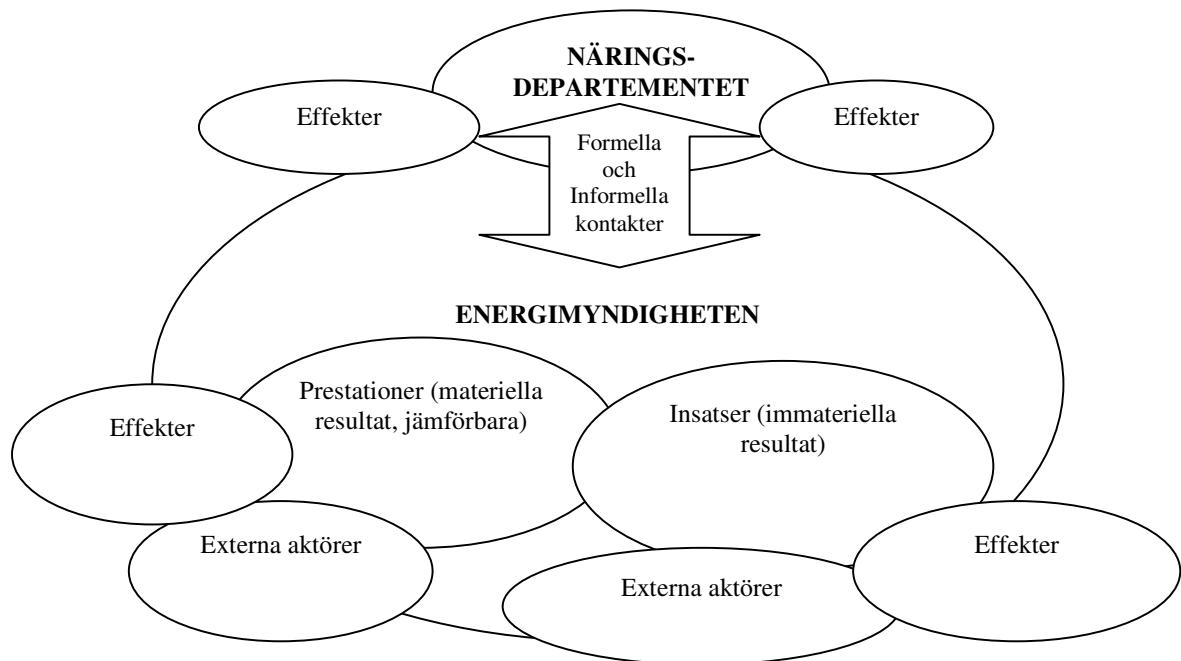 NÄRINGS-
DEPARTEMENTET
Effekter
Effekter
Formella
och
Informella
kontakter
ENERGIMYNDIGHETEN
Prestationer (materiella
resultat, jämförbara)
Insatser (immateriella
resultat)
Effekter
Externa aktörer
Externa aktörer
Effekter